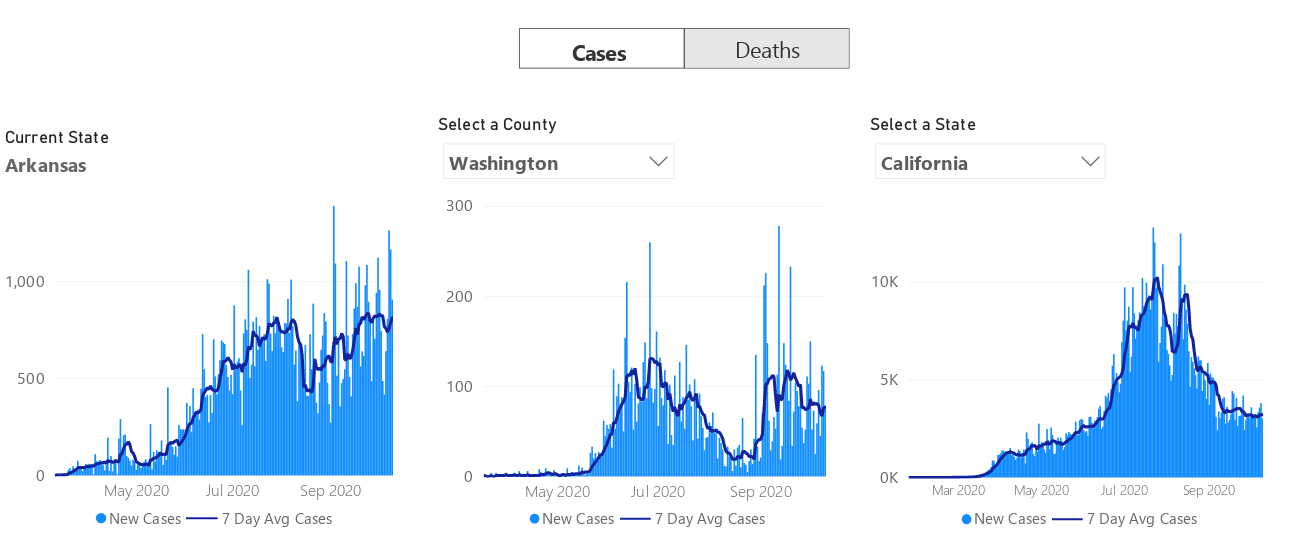 Cases Deaths
Current State
Arkansas
1,000
500
0
May 2020 Jul 2020 Sep 2020
New Cases 7 Day Avg Cases
Select a County
Washington
300
200
100
0
May 2020 Jul 2020 Sep 2020
New Cases 7 Day Avg Cases
Select a State
California
10K
5K
0K
Mar 2020 May 2020 Jul 2020 Sep 2020
New Cases 7 Day Avg Cases